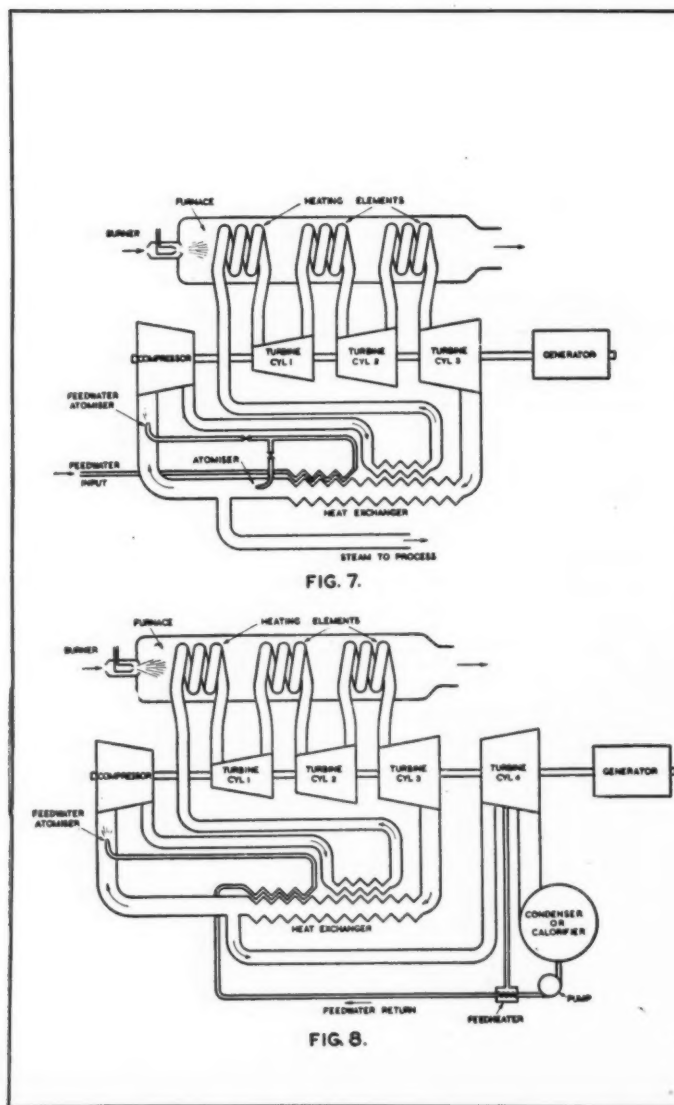 FURNACE
HEATING ELEMENTS
BURNER
COMPRESSOR
TURBINE
CYL 1
TURBINE
CYL 2
TURBINE
CYL 3
GENERATOR
FEEDWATER
ATOMISER
FEEDWATER
INPUT
ATOMISER
HEAT EXCHANGER
STEAM TO PROCESS
FIG. 7.
FURNACE
HEATING ELEMENTS
BURNER
COMPRESSOR
TURBINE
CYL 1
TURBINE
CYL 2
TURBINE
CYL 3
TURBINE
CYL 4
GENERATOR
FEEDWATER
ATOMISER
HEAT EXCHANGER
CONDENSER
OR
CALORIFIER
PUMP
FEEDHEATER
FEEDWATER RETURN
FIG. 8.